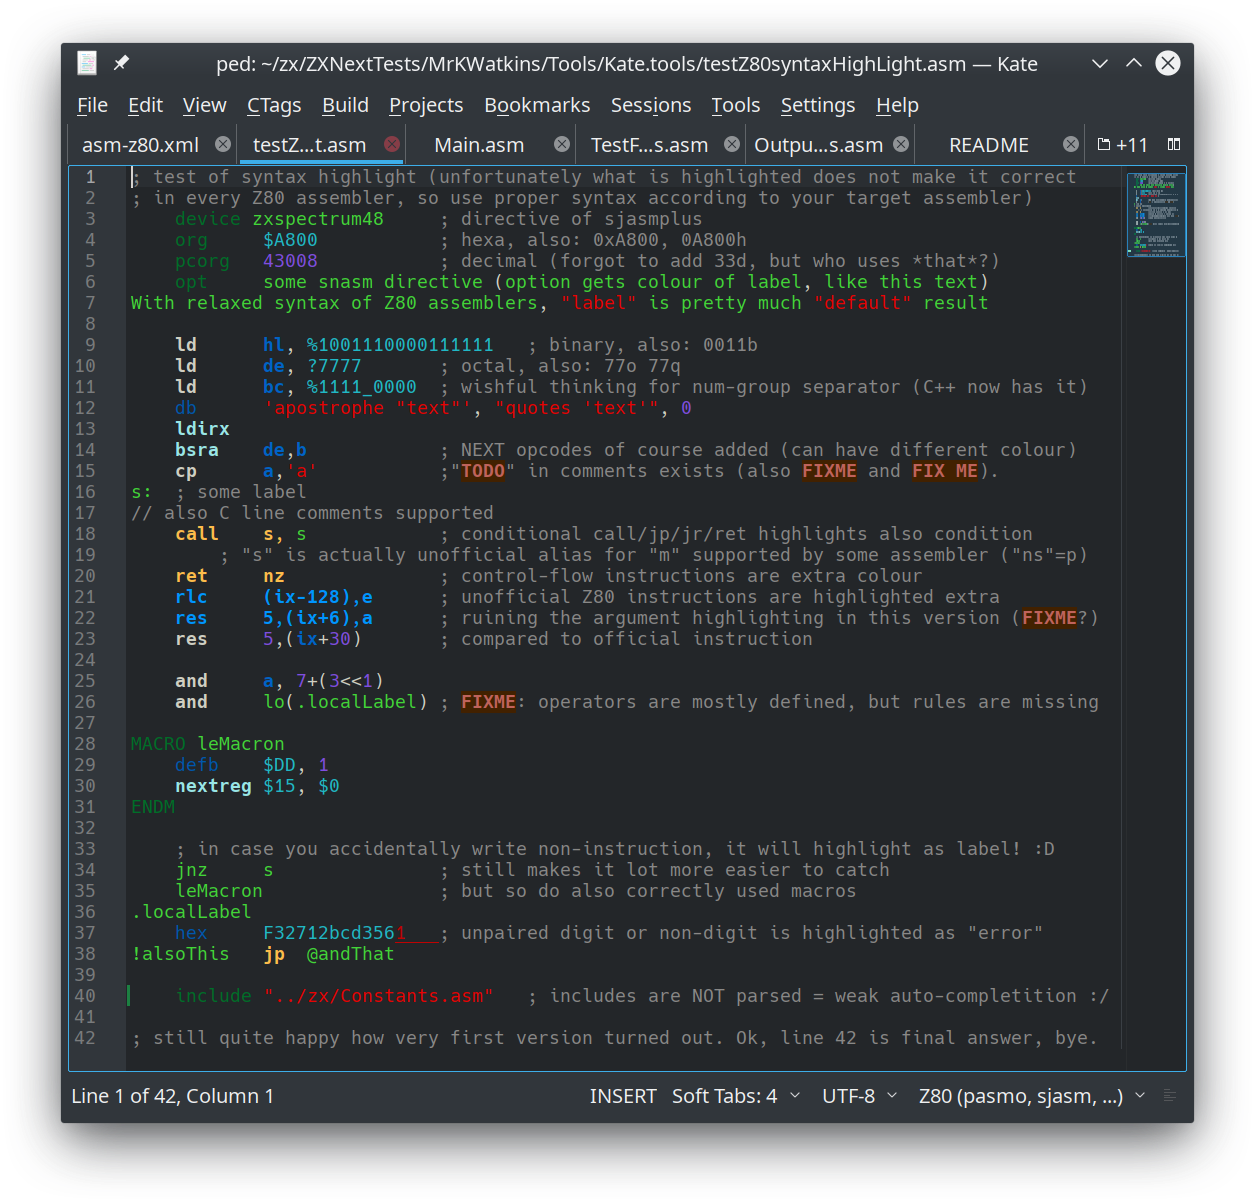 ped: ~/zx/ZXNextTests/MrKWatkins/Tools/Kate.tools/testZ80syntaxHighLight.asm — Kate
File Edit View CTags Build Projects Bookmarks Sessions Tools Settings Help
asm-z80.xml testZ...t.asm Main.asm TestF...s.asm Outpu...s.asm README +11
1 ; test of syntax highlight (unfortunately what is highlighted does not make it correct
2 ; in every Z80 assembler, so use proper syntax according to your target assembler)
3     device zxspectrum48     ; directive of sjasmplus
4     org     $A800           ; hexa, also: 0xA800, 0A800h
5     pcorg   43008           ; decimal (forgot to add 33d, but who uses *that*?)
6     opt     some snasm directive (option gets colour of label, like this text)
7 With relaxed syntax of Z80 assemblers, "label" is pretty much "default" result
8
9     ld      hl, %1001110000111111   ; binary, also: 0011b
10     ld      de, ?7777       ; octal, also: 77o 77q
11     ld      bc, %1111_0000  ; wishful thinking for num-group separator (C++ now has it)
12     db      'apostrophe "text"', "quotes 'text'", 0
13     ldirx
14     bsra    de,b            ; NEXT opcodes of course added (can have different colour)
15     cp      a,'a'           ;"TODO" in comments exists (also FIXME and FIX ME).
16 s:  ; some label
17 // also C line comments supported
18     call    s, s            ; conditional call/jp/jr/ret highlights also condition
19         ; "s" is actually unofficial alias for "m" supported by some assembler ("ns"=p)
20     ret     nz              ; control-flow instructions are extra colour
21     rlc     (ix-128),e      ; unofficial Z80 instructions are highlighted extra
22     res     5,(ix+6),a      ; ruining the argument highlighting in this version (FIXME?)
23     res     5,(ix+30)       ; compared to official instruction
24
25     and     a, 7+(3<<1)
26     and     lo(.localLabel) ; FIXME: operators are mostly defined, but rules are missing
27
28 MACRO leMacron
29     defb    $DD, 1
30     nextreg $15, $0
31 ENDM
32
33     ; in case you accidentally write non-instruction, it will highlight as label! :D
34     jnz     s               ; still makes it lot more easier to catch
35     leMacron                ; but so do also correctly used macros
36 .localLabel
37     hex     F32712bcd3561   ; unpaired digit or non-digit is highlighted as "error"
38 !alsoThis   jp  @andThat
39
40     include "../zx/Constants.asm"   ; includes are NOT parsed = weak auto-completition :/
41
42 ; still quite happy how very first version turned out. Ok, line 42 is final answer, bye.
Line 1 of 42, Column 1 INSERT Soft Tabs: 4 UTF-8 Z80 (pasmo, sjasm, ...)